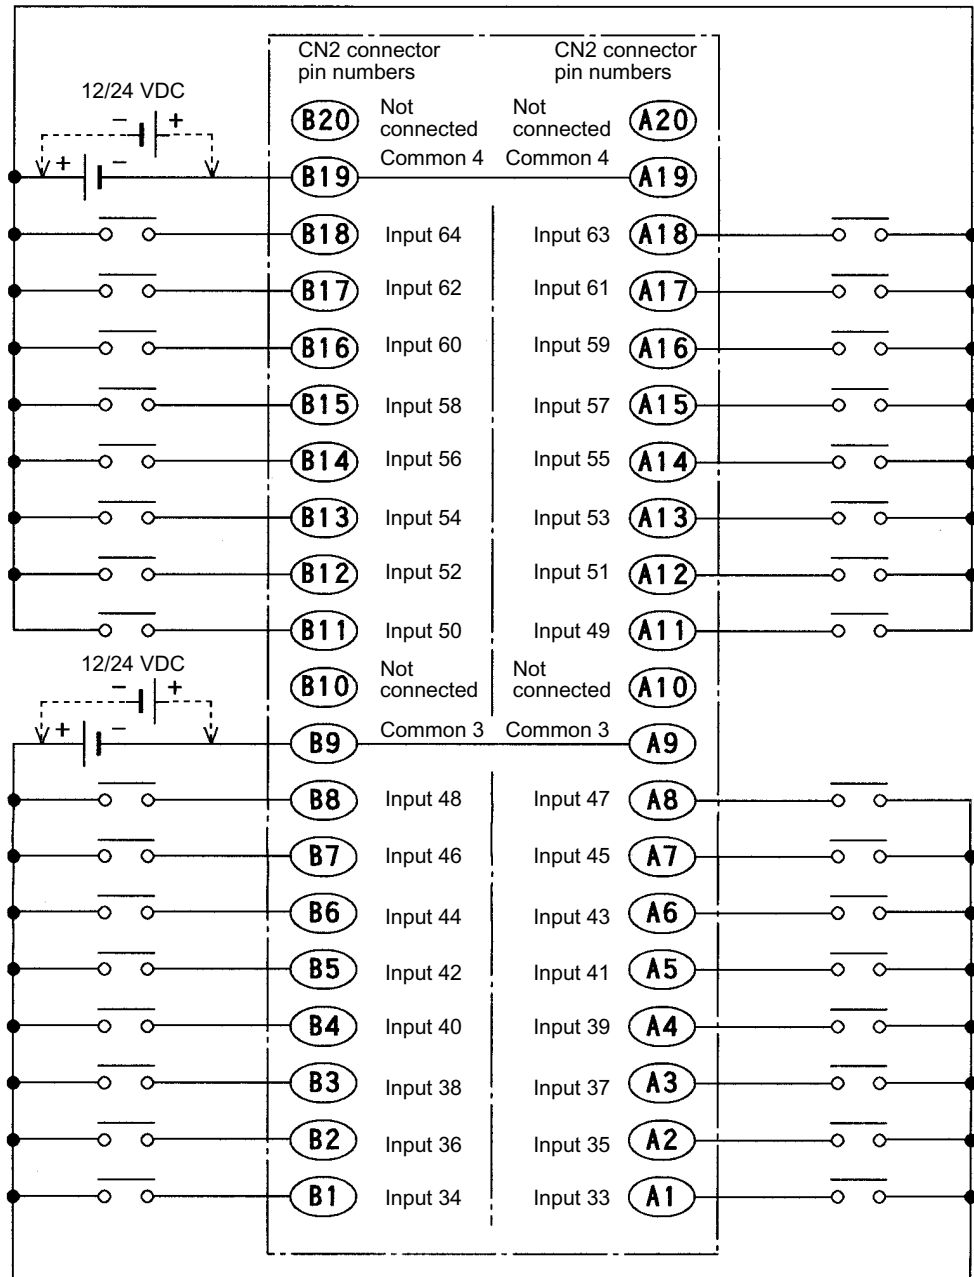 CN2 connector pin numbers
CN2 connector pin numbers
12/24 VDC
− +
B20 Not connected Not connected A20
+ −
B19 Common 4 Common 4 A19
B18 Input 64 Input 63 A18
B17 Input 62 Input 61 A17
B16 Input 60 Input 59 A16
B15 Input 58 Input 57 A15
B14 Input 56 Input 55 A14
B13 Input 54 Input 53 A13
B12 Input 52 Input 51 A12
B11 Input 50 Input 49 A11
12/24 VDC
− +
B10 Not connected Not connected A10
+ −
B9 Common 3 Common 3 A9
B8 Input 48 Input 47 A8
B7 Input 46 Input 45 A7
B6 Input 44 Input 43 A6
B5 Input 42 Input 41 A5
B4 Input 40 Input 39 A4
B3 Input 38 Input 37 A3
B2 Input 36 Input 35 A2
B1 Input 34 Input 33 A1